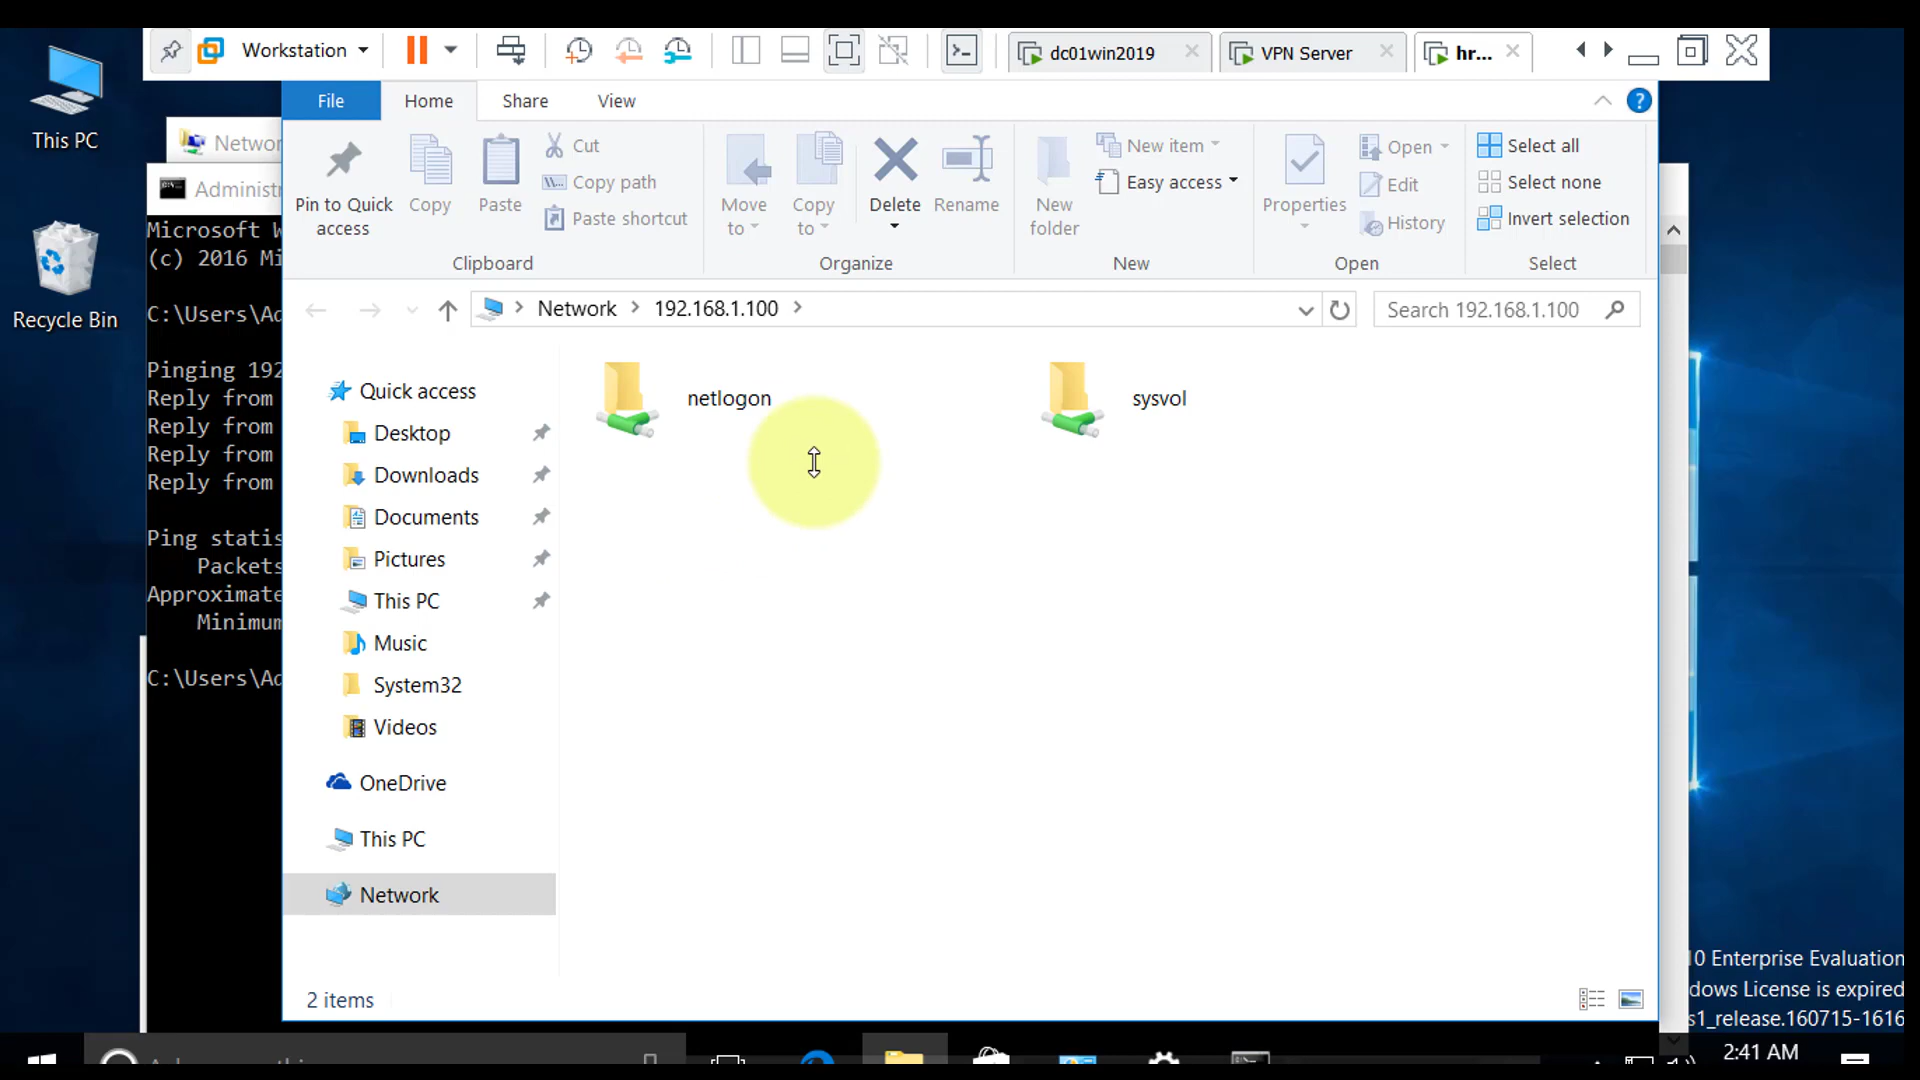 Workstation
dc01win2019
VPN Server
hr...
This PC
Recycle Bin
Networ
Administr
Microsoft W
(c) 2016 Mi
C:\Users\Ad
Pinging 192
Reply from
Reply from
Reply from
Reply from
Ping statis
Packets
Approximate
Minimum
C:\Users\Ad
File
Home
Share
View
Pin to Quick access
Copy
Paste
Cut
Copy path
Paste shortcut
Clipboard
Move to
Copy to
Delete
Rename
Organize
New folder
New item
Easy access
New
Properties
Open
Edit
History
Open
Select all
Select none
Invert selection
Select
Network
192.168.1.100
Search 192.168.1.100
Quick access
Desktop
Downloads
Documents
Pictures
This PC
Music
System32
Videos
OneDrive
This PC
Network
netlogon
sysvol
2 items
10 Enterprise Evaluation
dows License is expired
s1_release.160715-1616
2:41 AM